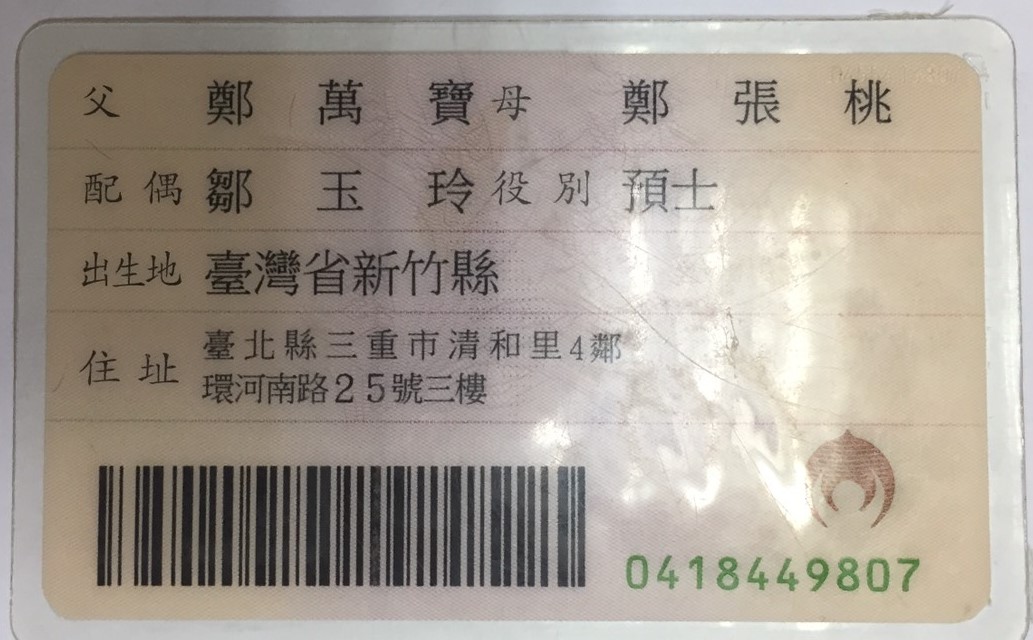 父 鄭萬寶 母 鄭張桃
配偶 鄒玉玲 役別 預士
出生地 臺灣省新竹縣
住址 臺北縣三重市清和里4鄰
環河南路25號三樓
0418449807